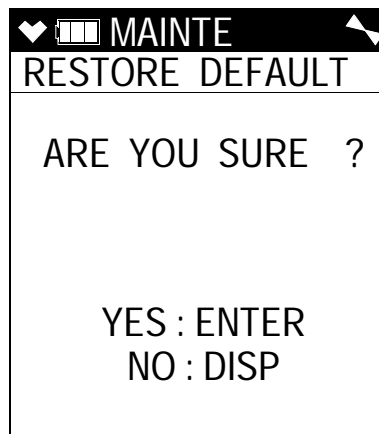 MAINTE
RESTORE DEFAULT
ARE YOU SURE ?
YES : ENTER
NO : DISP